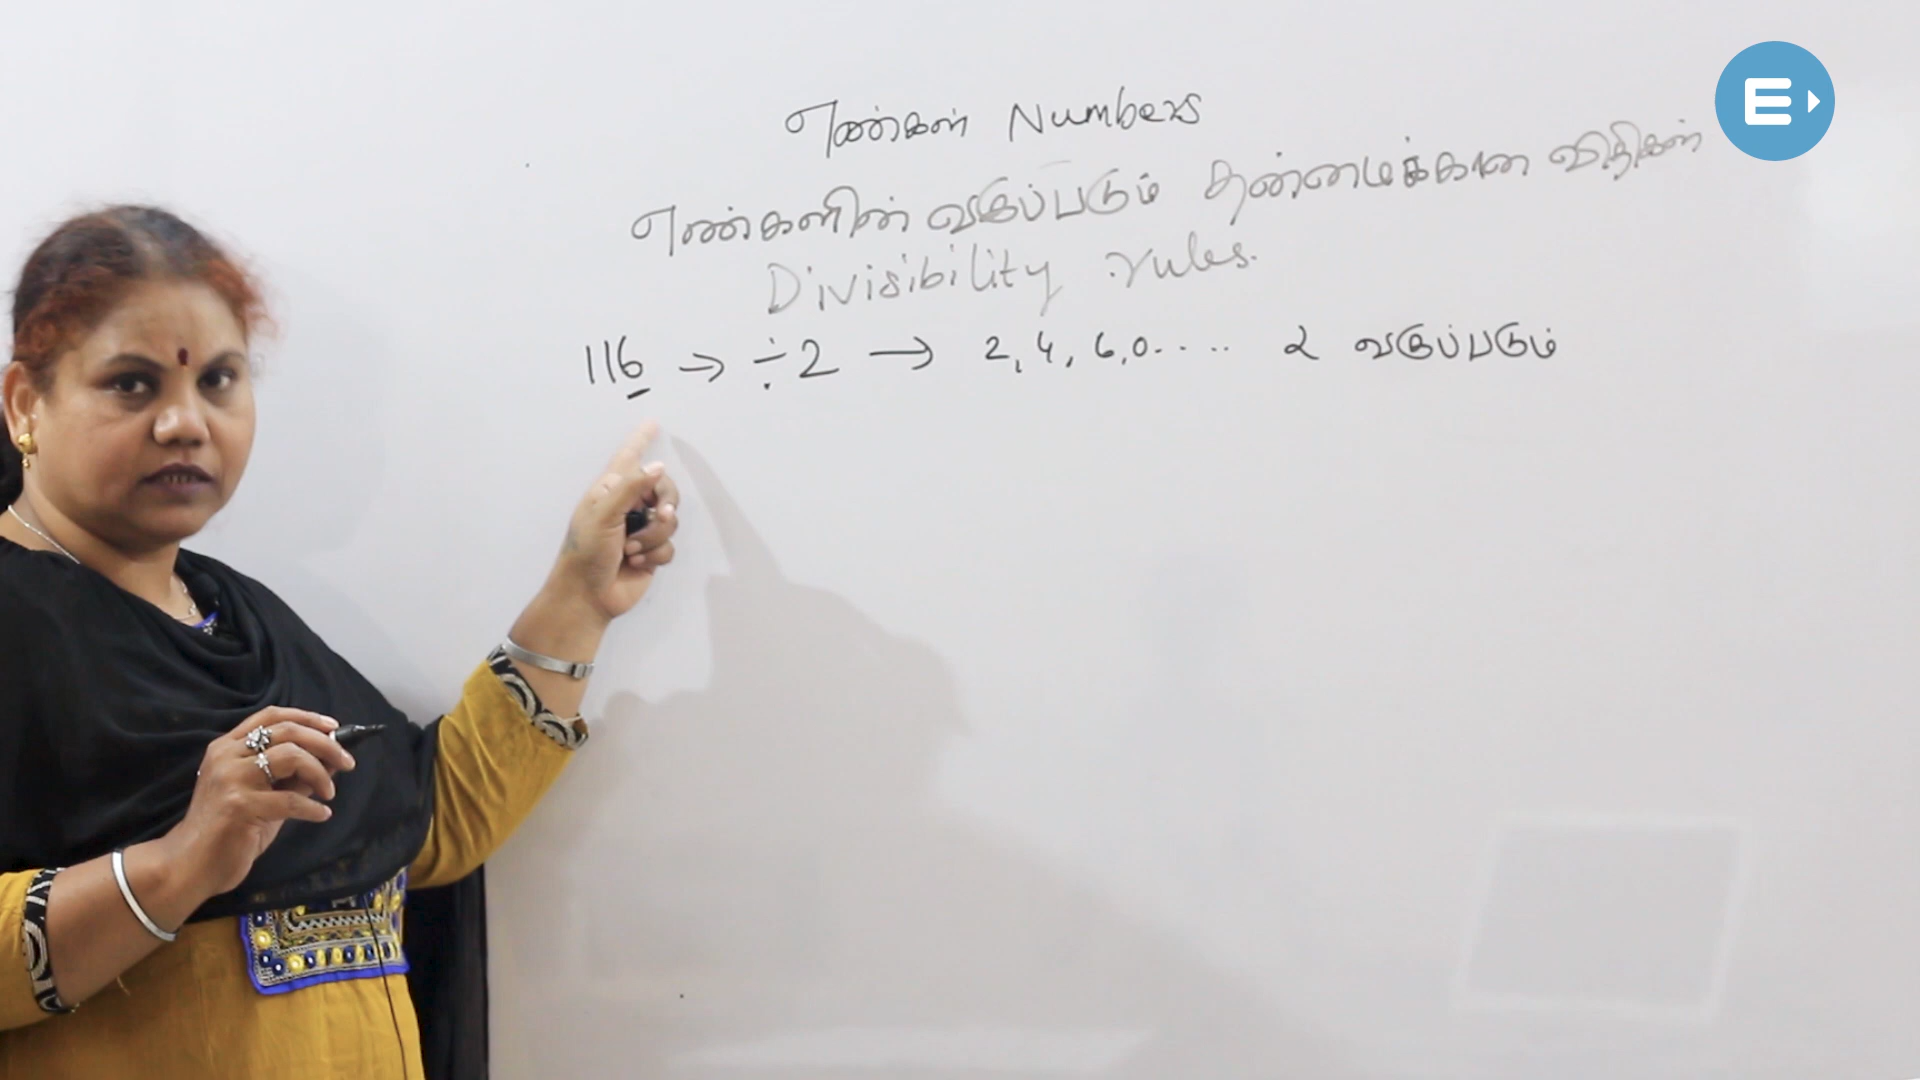 எண்கள் Numbers
எண்களின் வகுப்படும் தன்மைக்கான விதிகள்
Divisibility rules.
116 → ÷2 → 2, 4, 6, 0..... 2 வகுப்படும்
E